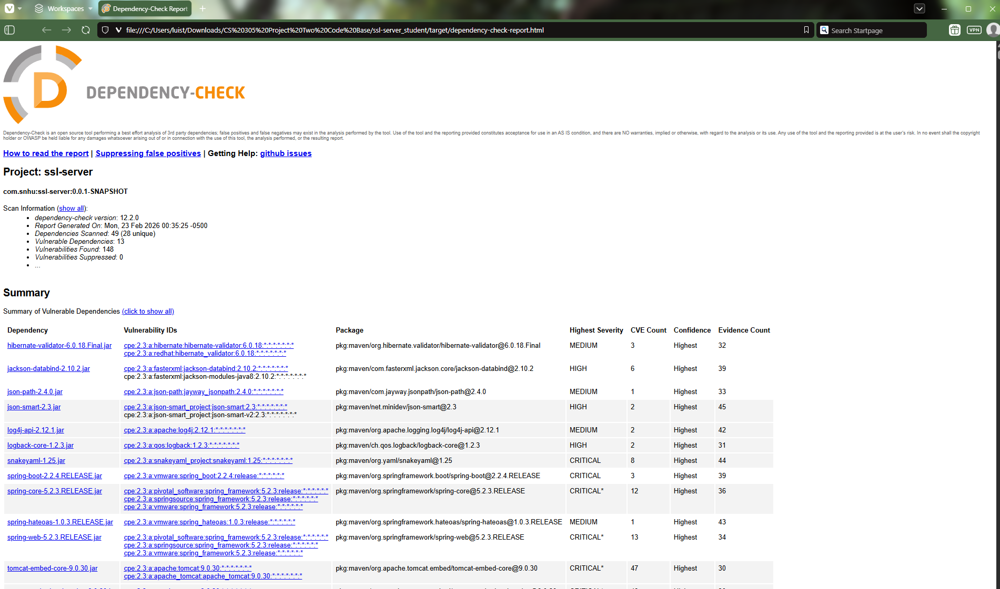 Workspaces
Dependency-Check Report
file:///C:/Users/luist/Downloads/CS%20305%20Project%20Two%20Code%20Base/ssl-server_student/target/dependency-check-report.html
Search Startpage
VPN
DEPENDENCY-CHECK
Dependency-Check is an open source tool performing a best effort analysis of 3rd party dependencies; false positives and false negatives may exist in the analysis performed by the tool. Use of the tool and the reporting provided constitutes acceptance for use in an AS IS condition, and there are NO warranties, implied or otherwise, with regard to the analysis or its use. Any use of the tool and the reporting provided is at the user's risk. In no event shall the copyright
holder or OWASP be held liable for any damages whatsoever arising out of or in connection with the use of this tool, the analysis performed, or the resulting report.
How to read the report | Suppressing false positives | Getting Help: github issues
Project: ssl-server
com.snhu:ssl-server:0.0.1-SNAPSHOT
Scan Information (show all):
• dependency-check version: 12.2.0
• Report Generated On: Mon, 23 Feb 2026 00:35:25 -0500
• Dependencies Scanned: 49 (28 unique)
• Vulnerable Dependencies: 13
• Vulnerabilities Found: 148
• Vulnerabilities Suppressed: 0
• ...
Summary
Summary of Vulnerable Dependencies (click to show all)
Dependency Vulnerability IDs Package Highest Severity CVE Count Confidence Evidence Count
hibernate-validator-6.0.18.Final.jar cpe:2.3:a:hibernate:hibernate-validator:6.0.18:*:*:*:*:*:*:* pkg:maven/org.hibernate.validator/hibernate-validator@6.0.18.Final MEDIUM 3 Highest 32
cpe:2.3:a:redhat:hibernate_validator:6.0.18:*:*:*:*:*:*:*
jackson-databind-2.10.2.jar cpe:2.3:a:fasterxml:jackson-databind:2.10.2:*:*:*:*:*:*:* pkg:maven/com.fasterxml.jackson.core/jackson-databind@2.10.2 HIGH 6 Highest 39
cpe:2.3:a:fasterxml:jackson-modules-java8:2.10.2:*:*:*:*:*:*:*
json-path-2.4.0.jar cpe:2.3:a:json-path:jayway_jsonpath:2.4.0:*:*:*:*:*:*:* pkg:maven/com.jayway.jsonpath/json-path@2.4.0 MEDIUM 1 Highest 33
json-smart-2.3.jar cpe:2.3:a:json-smart_project:json-smart:2.3:*:*:*:*:*:*:* pkg:maven/net.minidev/json-smart@2.3 HIGH 2 Highest 45
cpe:2.3:a:json-smart_project:json-smart-v2:2.3:*:*:*:*:*:*:*
log4j-api-2.12.1.jar cpe:2.3:a:apache:log4j:2.12.1:*:*:*:*:*:*:* pkg:maven/org.apache.logging.log4j/log4j-api@2.12.1 MEDIUM 2 Highest 42
logback-core-1.2.3.jar cpe:2.3:a:qos:logback:1.2.3:*:*:*:*:*:*:* pkg:maven/ch.qos.logback/logback-core@1.2.3 HIGH 2 Highest 31
snakeyaml-1.25.jar cpe:2.3:a:snakeyaml_project:snakeyaml:1.25:*:*:*:*:*:*:* pkg:maven/org.yaml/snakeyaml@1.25 CRITICAL 8 Highest 44
spring-boot-2.2.4.RELEASE.jar cpe:2.3:a:vmware:spring_boot:2.2.4:release:*:*:*:*:*:* pkg:maven/org.springframework.boot/spring-boot@2.2.4.RELEASE CRITICAL 3 Highest 39
spring-core-5.2.3.RELEASE.jar cpe:2.3:a:pivotal_software:spring_framework:5.2.3:release:*:*:*:*:*:* pkg:maven/org.springframework/spring-core@5.2.3.RELEASE CRITICAL* 12 Highest 36
cpe:2.3:a:springsource:spring_framework:5.2.3:release:*:*:*:*:*:*
cpe:2.3:a:vmware:spring_framework:5.2.3:release:*:*:*:*:*:*
spring-hateoas-1.0.3.RELEASE.jar cpe:2.3:a:vmware:spring_hateoas:1.0.3:release:*:*:*:*:*:* pkg:maven/org.springframework.hateoas/spring-hateoas@1.0.3.RELEASE MEDIUM 1 Highest 43
spring-web-5.2.3.RELEASE.jar cpe:2.3:a:pivotal_software:spring_framework:5.2.3:release:*:*:*:*:*:* pkg:maven/org.springframework/spring-web@5.2.3.RELEASE CRITICAL* 13 Highest 34
cpe:2.3:a:springsource:spring_framework:5.2.3:release:*:*:*:*:*:*
cpe:2.3:a:vmware:spring_framework:5.2.3:release:*:*:*:*:*:*
tomcat-embed-core-9.0.30.jar cpe:2.3:a:apache:tomcat:9.0.30:*:*:*:*:*:*:* pkg:maven/org.apache.tomcat.embed/tomcat-embed-core@9.0.30 CRITICAL* 47 Highest 30
cpe:2.3:a:apache_tomcat:apache_tomcat:9.0.30:*:*:*:*:*:*:*